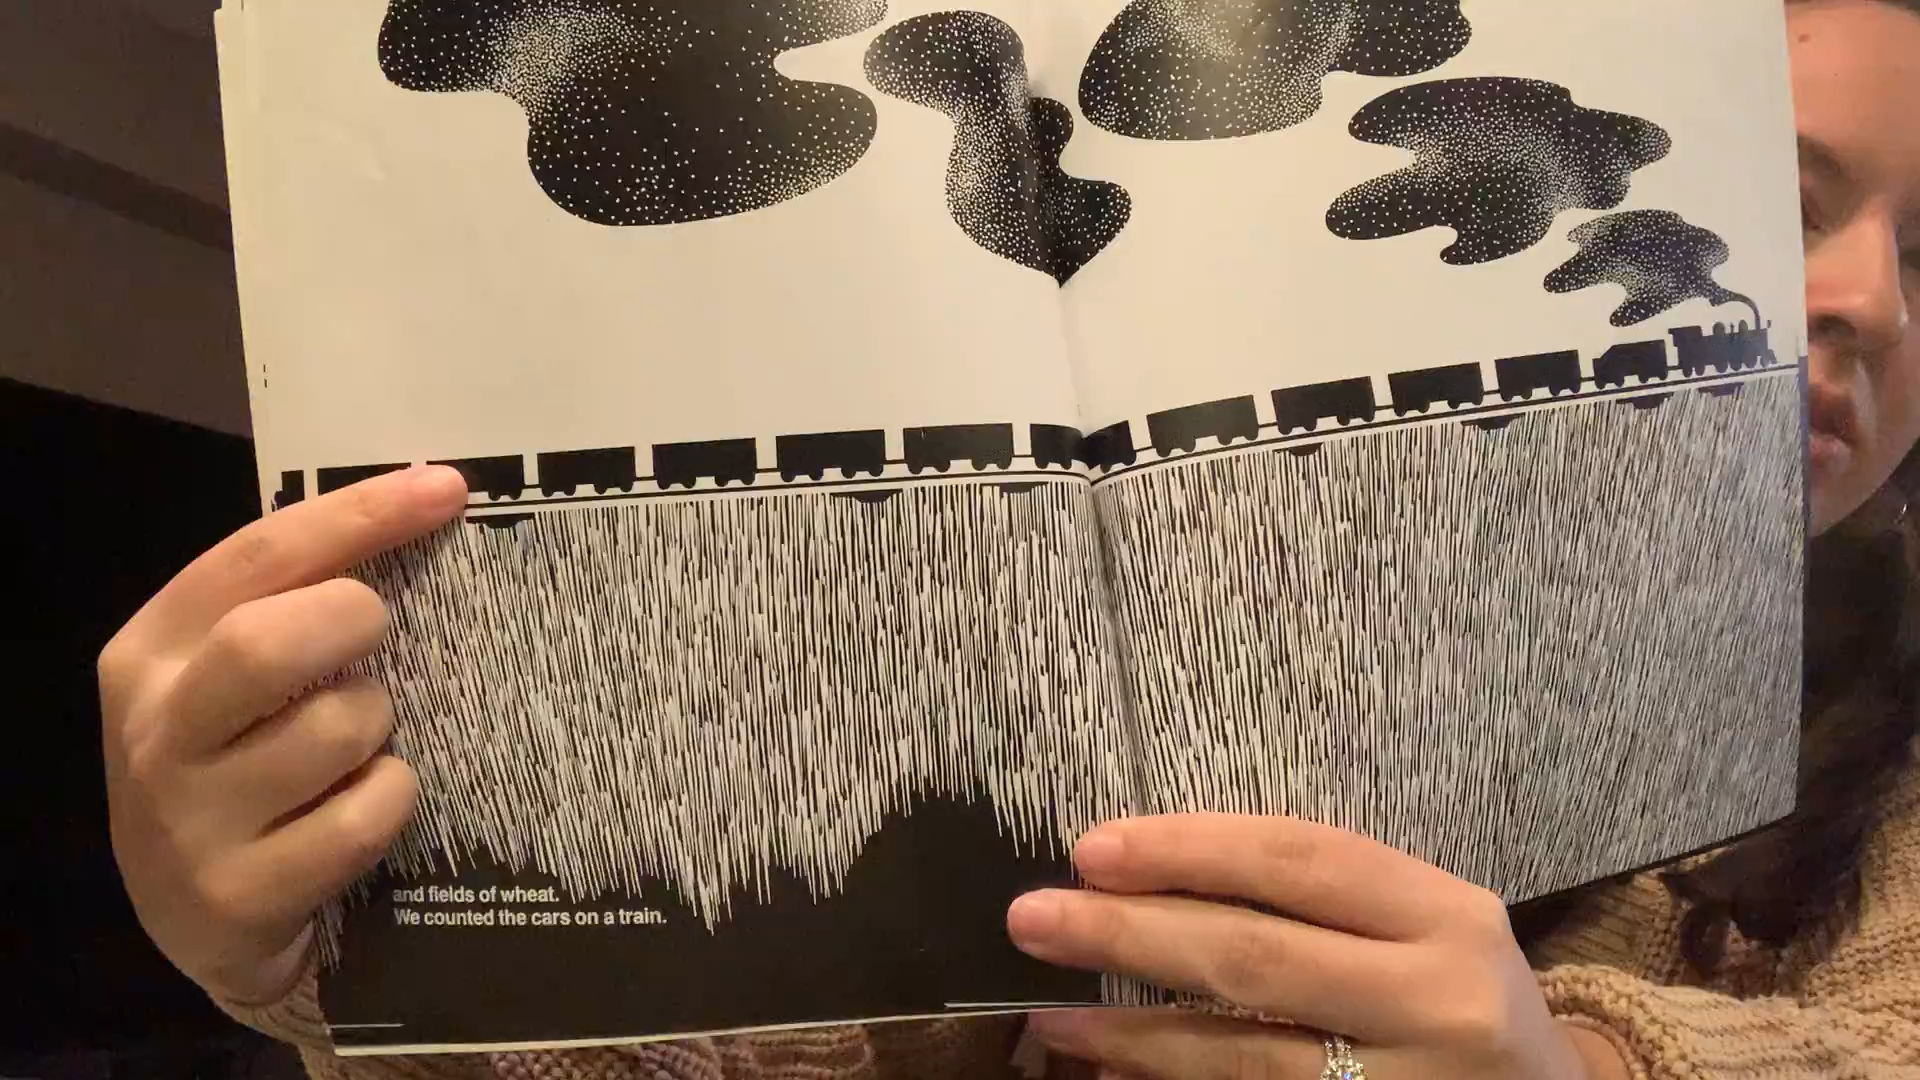 and fields of wheat.
We counted the cars on a train.